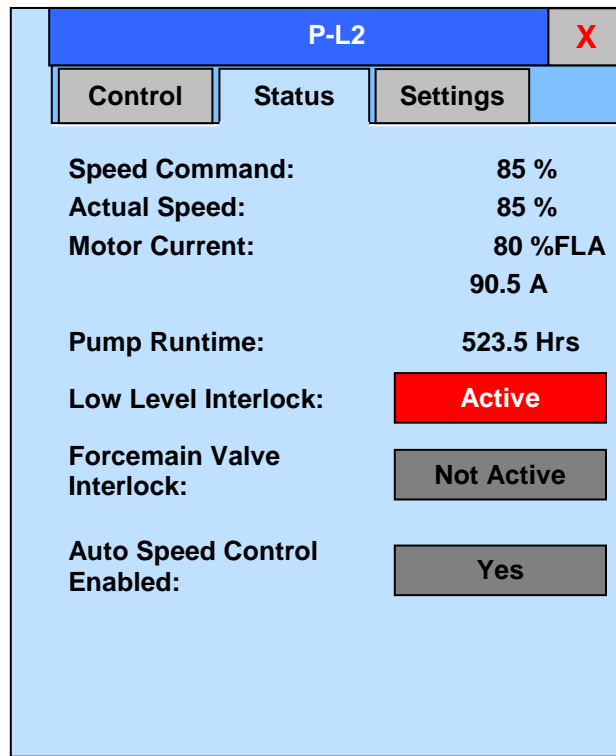 P-L2 X
Control Status Settings
Speed Command: 85 %
Actual Speed: 85 %
Motor Current: 80 %FLA
90.5 A
Pump Runtime: 523.5 Hrs
Low Level Interlock: Active
Forcemain Valve
Interlock: Not Active
Auto Speed Control
Enabled: Yes